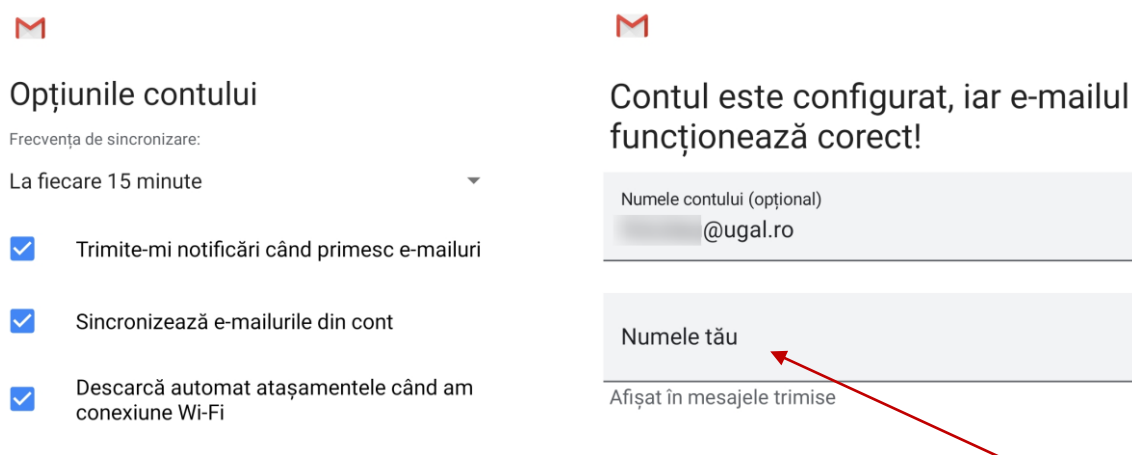 Opțiunile contului
Frecvența de sincronizare:
La fiecare 15 minute
Trimite-mi notificări când primesc e-mailuri
Sincronizează e-mailurile din cont
Descarcă automat atașamentele când am
conexiune Wi-Fi
Contul este configurat, iar e-mailul
funcționează corect!
Numele contului (opțional)
@ugal.ro
Numele tău
Afișat în mesajele trimise